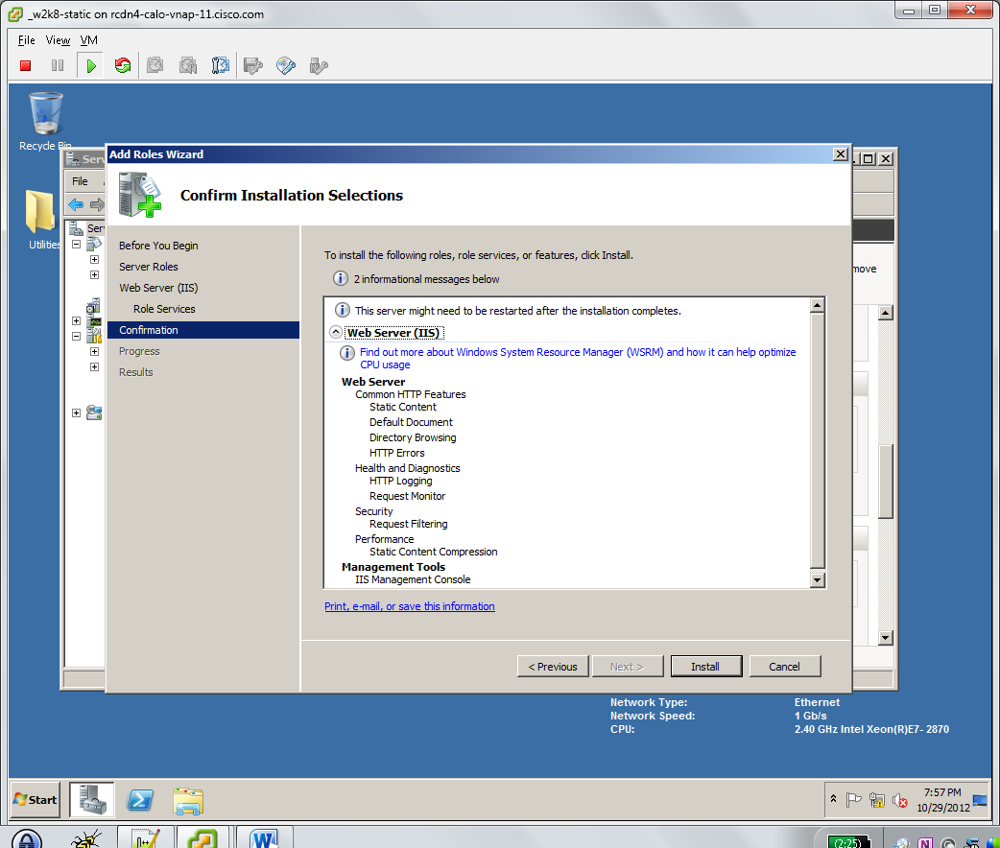 _w2k8-static on rcdn4-calo-vnap-11.cisco.com
File View VM
Recycle Bin
Utilities
Serv
File
Ser
move
Add Roles Wizard
Confirm Installation Selections
Before You Begin
Server Roles
Web Server (IIS)
Role Services
Confirmation
Progress
Results
To install the following roles, role services, or features, click Install.
2 informational messages below
This server might need to be restarted after the installation completes.
Web Server (IIS)
Find out more about Windows System Resource Manager (WSRM) and how it can help optimize
CPU usage
Web Server
Common HTTP Features
Static Content
Default Document
Directory Browsing
HTTP Errors
Health and Diagnostics
HTTP Logging
Request Monitor
Security
Request Filtering
Performance
Static Content Compression
Management Tools
IIS Management Console
Print, e-mail, or save this information
< Previous Next > Install Cancel
Network Type: Ethernet
Network Speed: 1 Gb/s
CPU: 2.40 GHz Intel Xeon(R)E7- 2870
Start
7:57 PM
10/29/2012
(2:25)